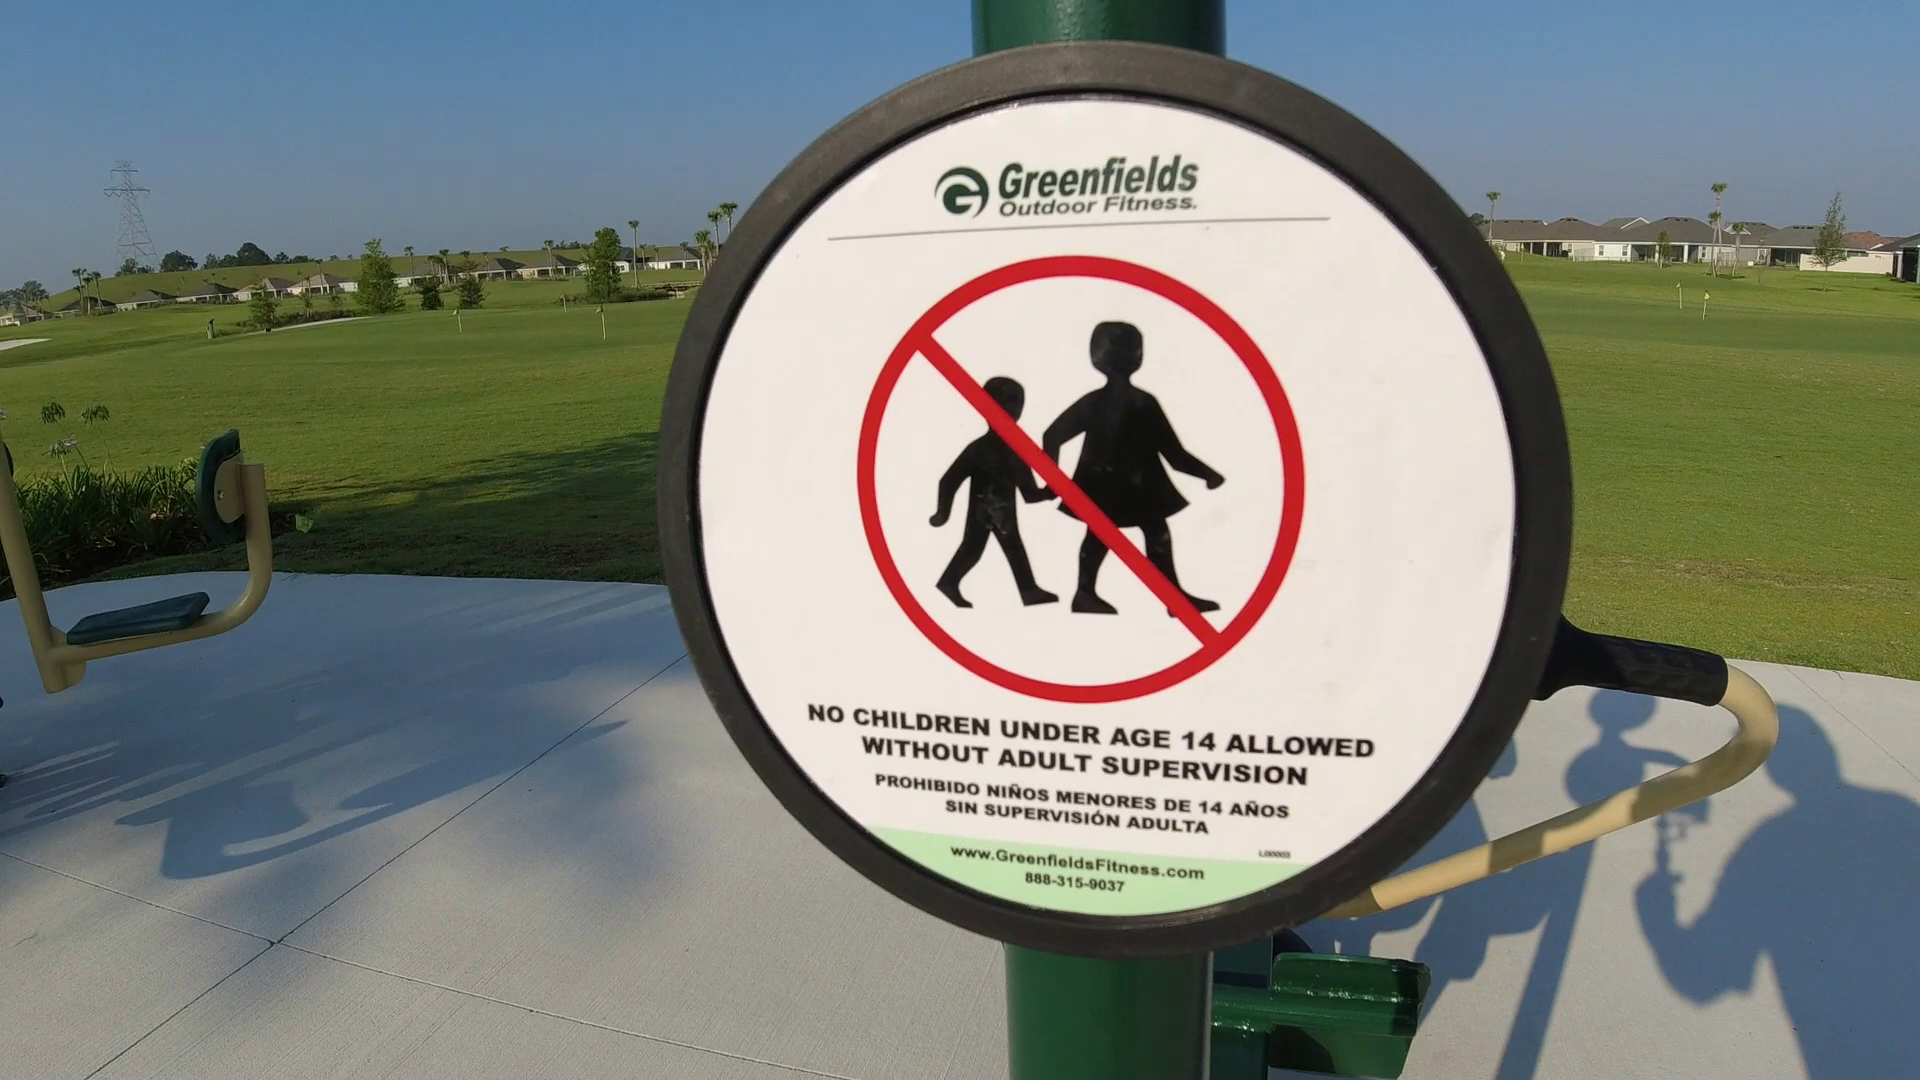 Greenfields
Outdoor Fitness.
NO CHILDREN UNDER AGE 14 ALLOWED
WITHOUT ADULT SUPERVISION
PROHIBIDO NIÑOS MENORES DE 14 AÑOS
SIN SUPERVISIÓN ADULTA
L00003
www.GreenfieldsFitness.com
888-315-9037